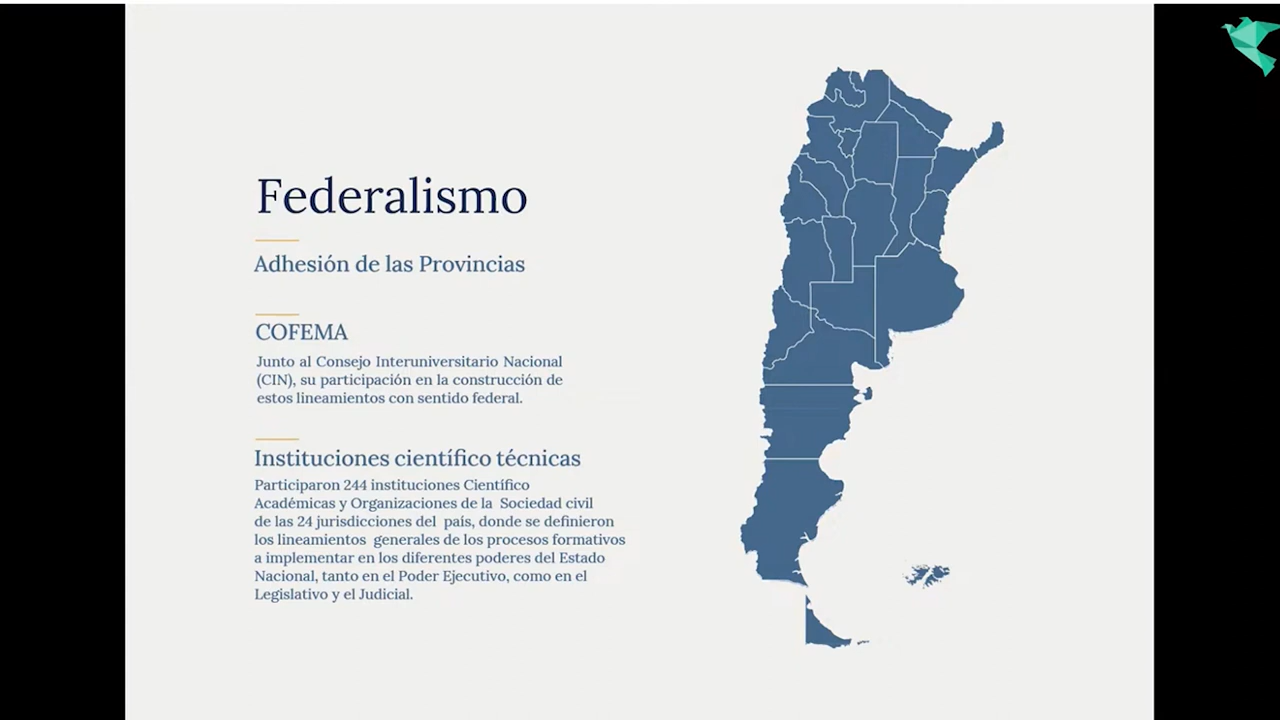 Federalismo
Adhesión de las Provincias
COFEMA
Junto al Consejo Interuniversitario Nacional
(CIN), su participación en la construcción de
estos lineamientos con sentido federal.
Instituciones científico técnicas
Participaron 244 instituciones Científico
Académicas y Organizaciones de la Sociedad civil
de las 24 jurisdicciones del país, donde se definieron
los lineamientos generales de los procesos formativos
a implementar en los diferentes poderes del Estado
Nacional, tanto en el Poder Ejecutivo, como en el
Legislativo y el Judicial.